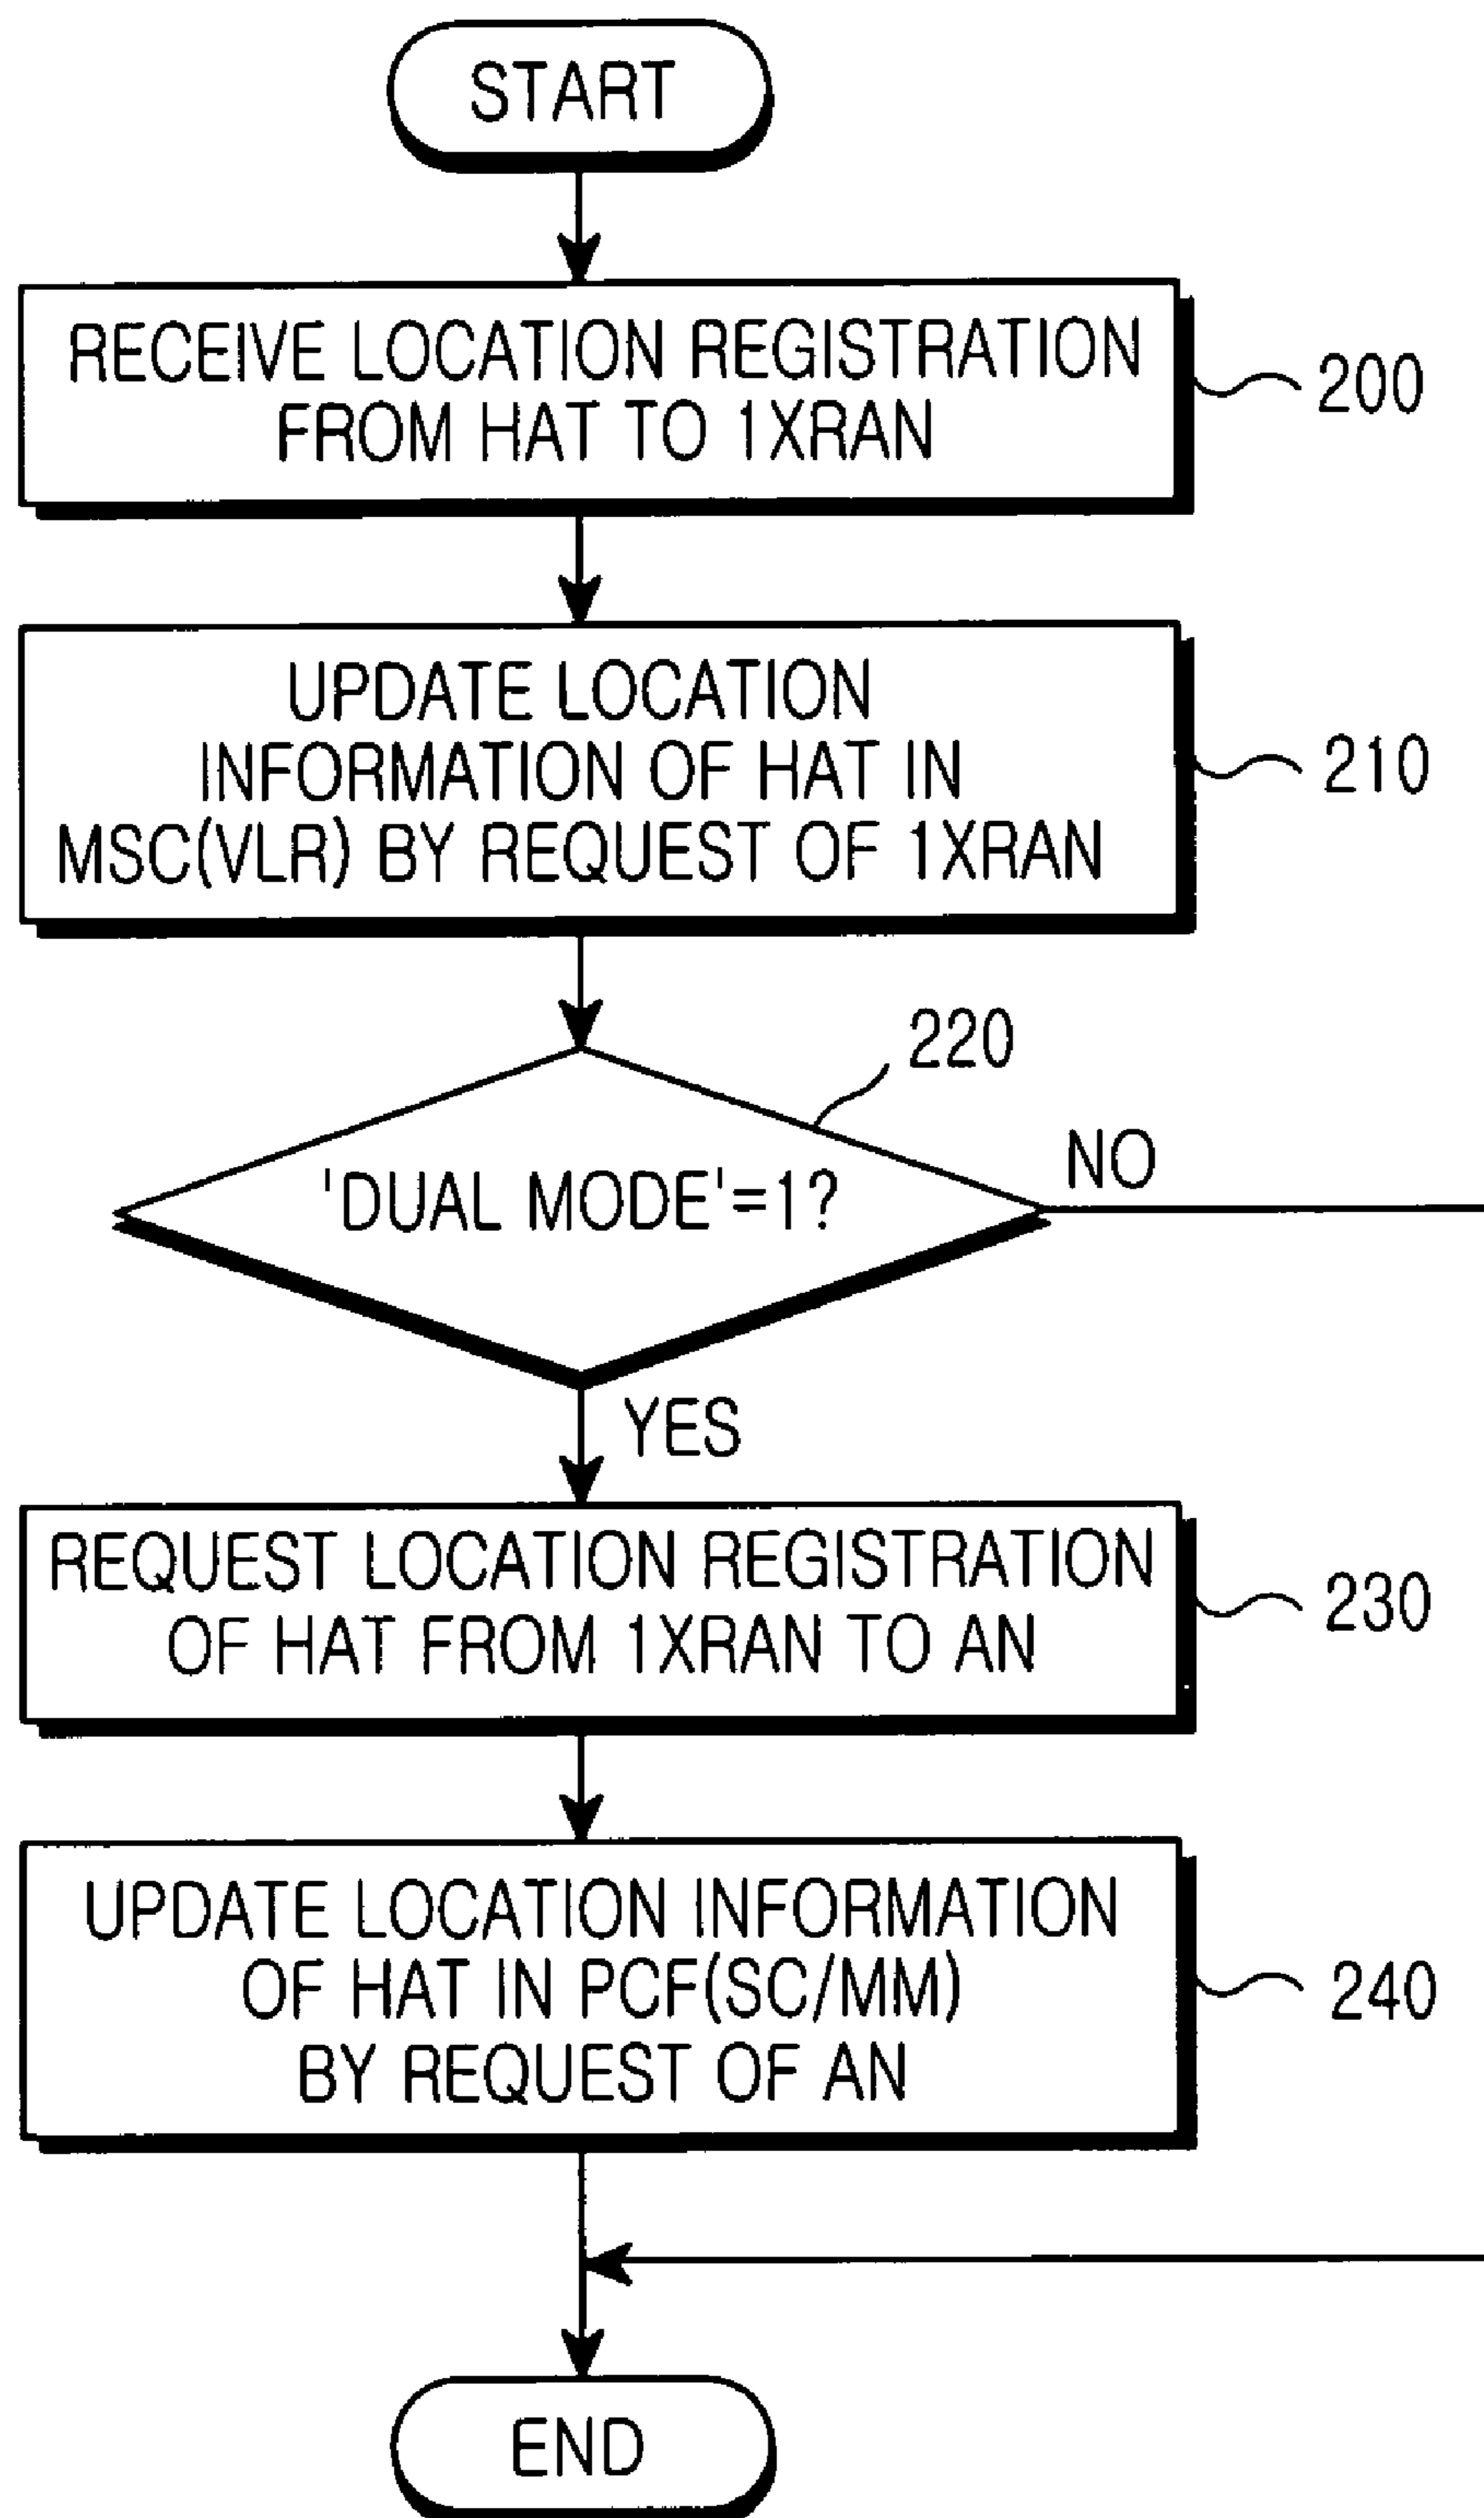 START
RECEIVE LOCATION REGISTRATION
FROM HAT TO 1XRAN
200
UPDATE LOCATION
INFORMATION OF HAT IN
MSC(VLR) BY REQUEST OF 1XRAN
210
220
'DUAL MODE'=1?
NO
YES
REQUEST LOCATION REGISTRATION
OF HAT FROM 1XRAN TO AN
230
UPDATE LOCATION INFORMATION
OF HAT IN PCF(SC/MM)
BY REQUEST OF AN
240
END